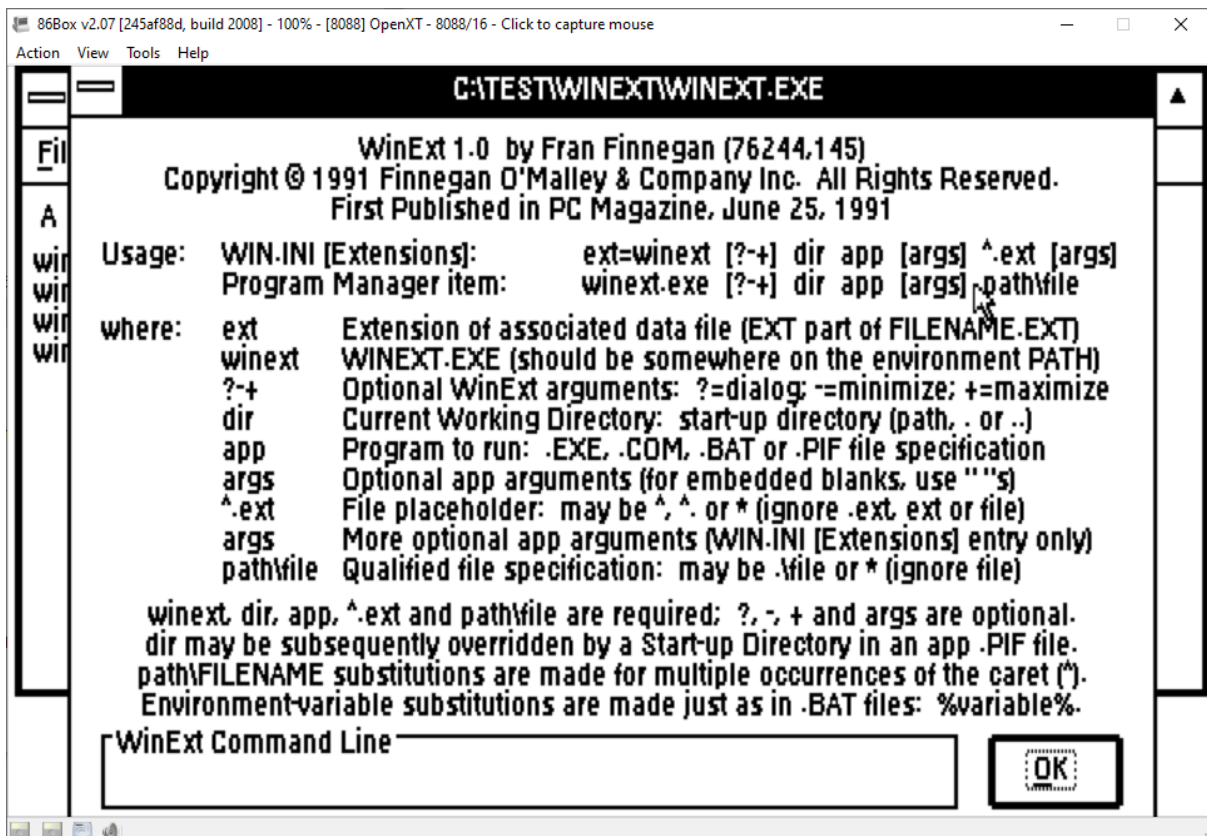 86Box v2.07 [245af88d, build 2008] - 100% - [8088] OpenXT - 8088/16 - Click to capture mouse
Action View Tools Help
C:\TEST\WINEXT\WINEXT.EXE
Fil
A
win
win
win
win
WinExt 1.0 by Fran Finnegan (76244,145)
Copyright © 1991 Finnegan O'Malley & Company Inc. All Rights Reserved.
First Published in PC Magazine, June 25, 1991
Usage: WIN.INI [Extensions]: ext=winext [?-+] dir app [args] ^.ext [args]
Program Manager item: winext.exe [?-+] dir app [args] path\file
where: ext Extension of associated data file (EXT part of FILENAME.EXT)
winext WINEXT.EXE (should be somewhere on the environment PATH)
?-+ Optional WinExt arguments: ?=dialog; -=minimize; +=maximize
dir Current Working Directory: start-up directory (path, . or ..)
app Program to run: .EXE, .COM, .BAT or .PIF file specification
args Optional app arguments (for embedded blanks, use " "s)
^.ext File placeholder: may be ^, ^. or * (ignore .ext, ext or file)
args More optional app arguments (WIN.INI [Extensions] entry only)
path\file Qualified file specification: may be .\file or * (ignore file)
winext, dir, app, ^.ext and path\file are required; ?, -, + and args are optional.
dir may be subsequently overridden by a Start-up Directory in an app .PIF file.
path\FILENAME substitutions are made for multiple occurrences of the caret (^).
Environment-variable substitutions are made just as in .BAT files: %variable%.
WinExt Command Line
OK